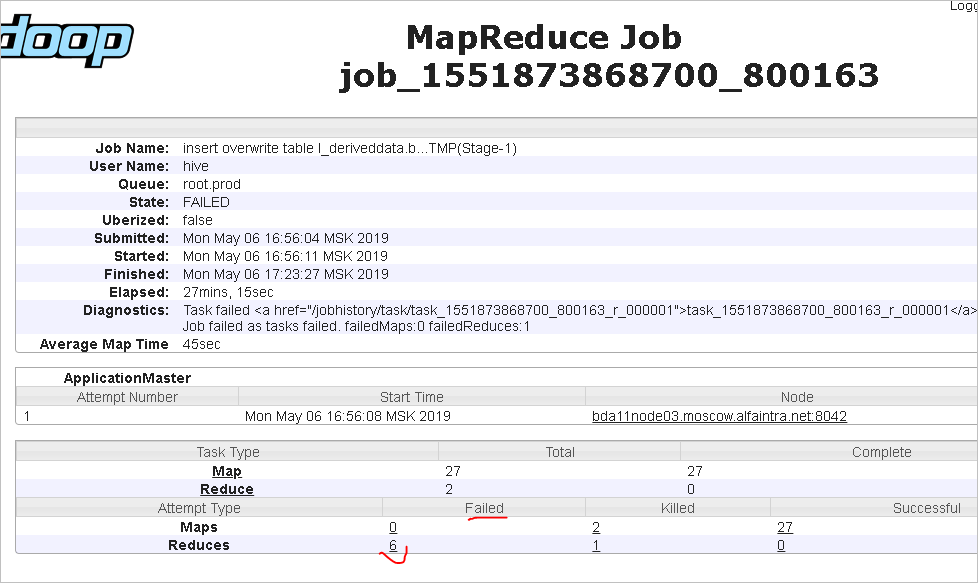 Logg
doop
MapReduce Job
job_1551873868700_800163
Job Name: insert overwrite table l_deriveddata.b...TMP(Stage-1)
User Name: hive
Queue: root.prod
State: FAILED
Uberized: false
Submitted: Mon May 06 16:56:04 MSK 2019
Started: Mon May 06 16:56:11 MSK 2019
Finished: Mon May 06 17:23:27 MSK 2019
Elapsed: 27mins, 15sec
Diagnostics: Task failed <a href="/jobhistory/task/task_1551873868700_800163_r_000001">task_1551873868700_800163_r_000001</a>
Job failed as tasks failed. failedMaps:0 failedReduces:1
Average Map Time 45sec
ApplicationMaster
Attempt Number Start Time Node
1 Mon May 06 16:56:08 MSK 2019 bda11node03.moscow.alfaintra.net:8042
Task Type Total Complete
Map 27 27
Reduce 2 0
Attempt Type Failed Killed Successful
Maps 0 2 27
Reduces 6 1 0